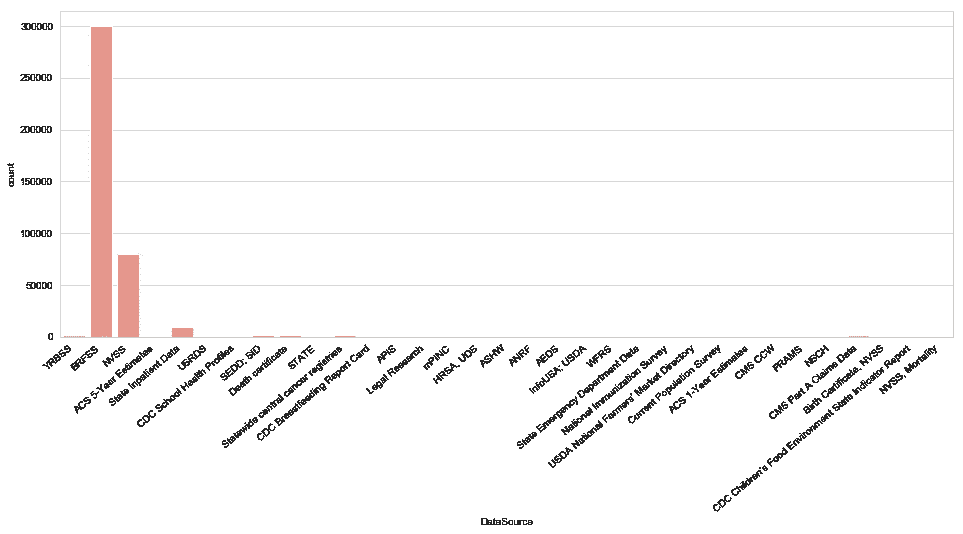 300000
250000
200000
150000
100000
50000
0
count
YRBSS
BRFSS
NVSS
ACS 5-Year Estimates
State Inpatient Data
USRDS
CDC School Health Profiles
SEDD; SID
Death certificate
STATE
Statewide central cancer registries
CDC Breastfeeding Report Card
APIS
Legal Research
mPINC
HRSA, UDS
ASHW
ANRF
AEDS
InfoUSA; USDA
WFRS
State Emergency Department Data
National Immunization Survey
USDA National Farmers' Market Directory
Current Population Survey
ACS 1-Year Estimates
CMS CCW
PRAMS
NSCH
CMS Part A Claims Data
Birth Certificate, NVSS
CDC Children's Food Environment State Indicator Report
NVSS, Mortality
DataSource